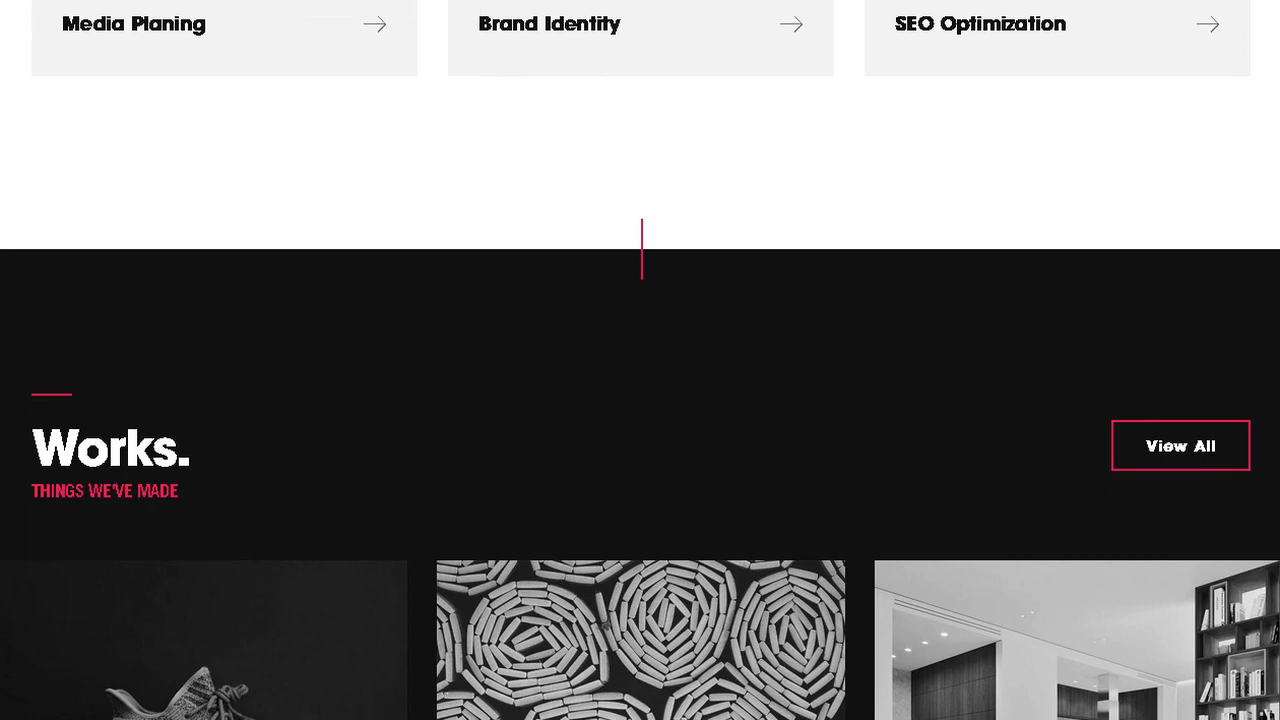 Media Planing
Brand Identity
SEO Optimization
Works.
View All
THINGS WE'VE MADE